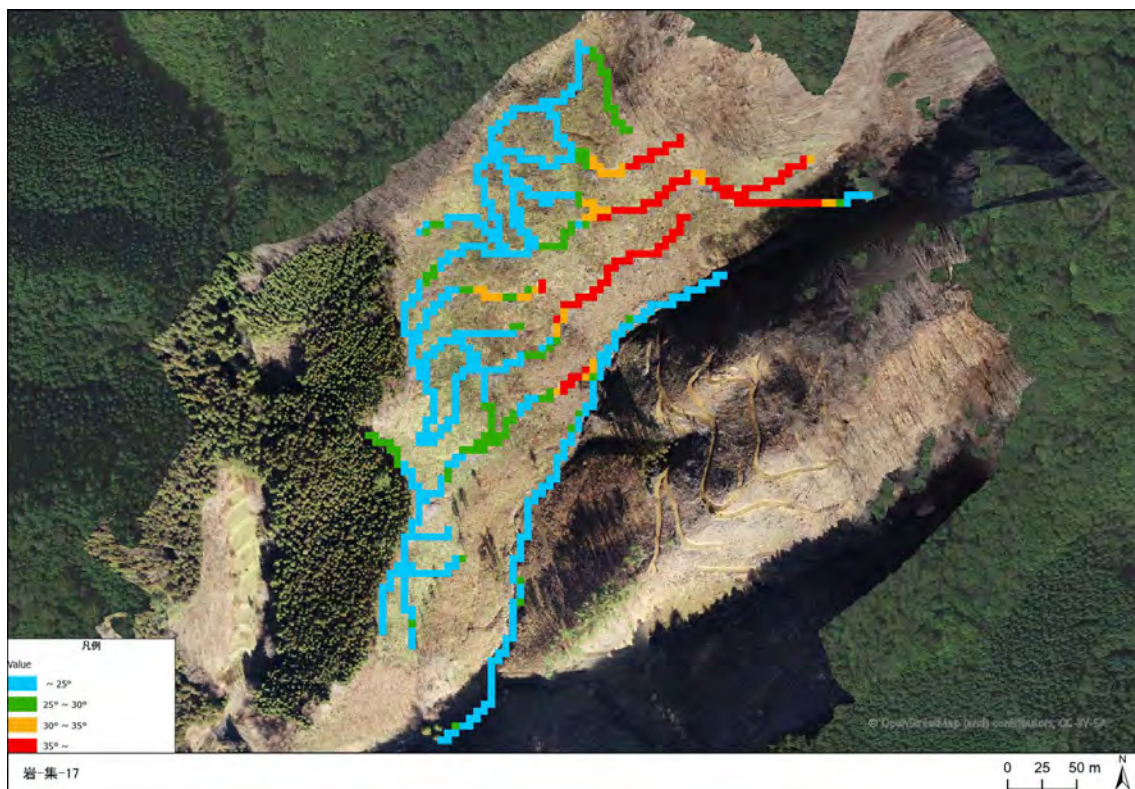 凡例
Value
~ 25°
25° ~ 30°
30° ~ 35°
35° ~
© OpenStreetMap (and) contributors, CC-BY-SA
岩-集-17
0 25 50 m
N